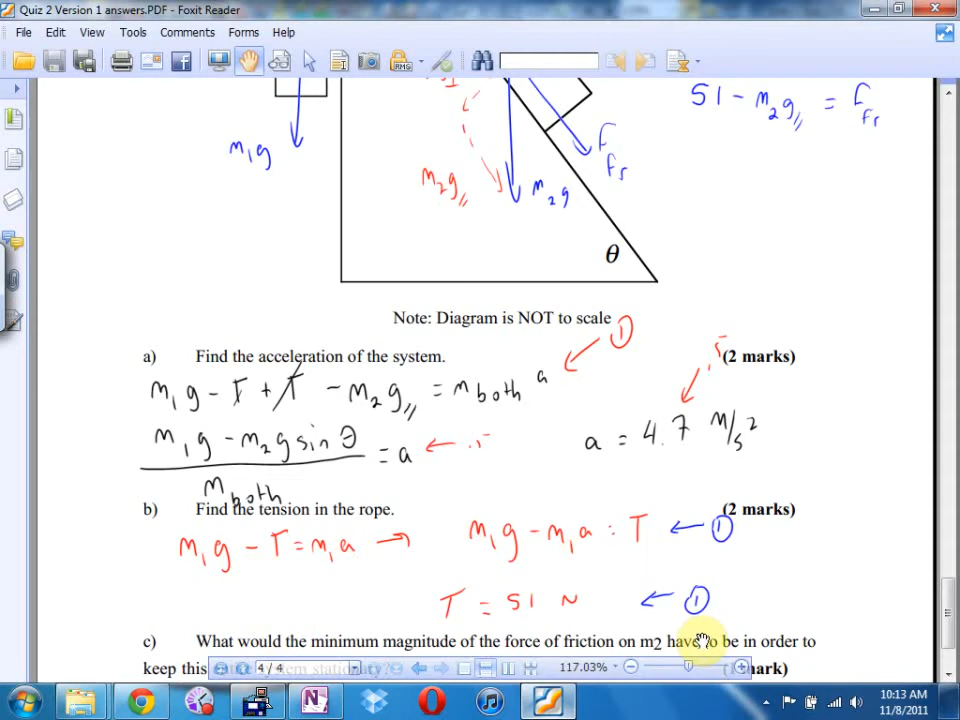 Quiz 2 Version 1 answers.PDF - Foxit Reader
File Edit View Tools Comments Forms Help
51 - m2g// = Ffr
m1g
Ffr
m2g//
m2g
θ
Note: Diagram is NOT to scale
1
a) Find the acceleration of the system. (2 marks)
.5
m1g - T + T - m2g// = mboth a
m1g - m2g sin θ
= a ← .5
a = 4.7 m/s2
mboth
b) Find the tension in the rope. (2 marks)
m1g - T = m1a → m1g - m1a : T ← 1
T = 51 N ← 1
c) What would the minimum magnitude of the force of friction on m2 have to be in order to
keep this
4 / 4
117.03%
10:13 AM
11/8/2011